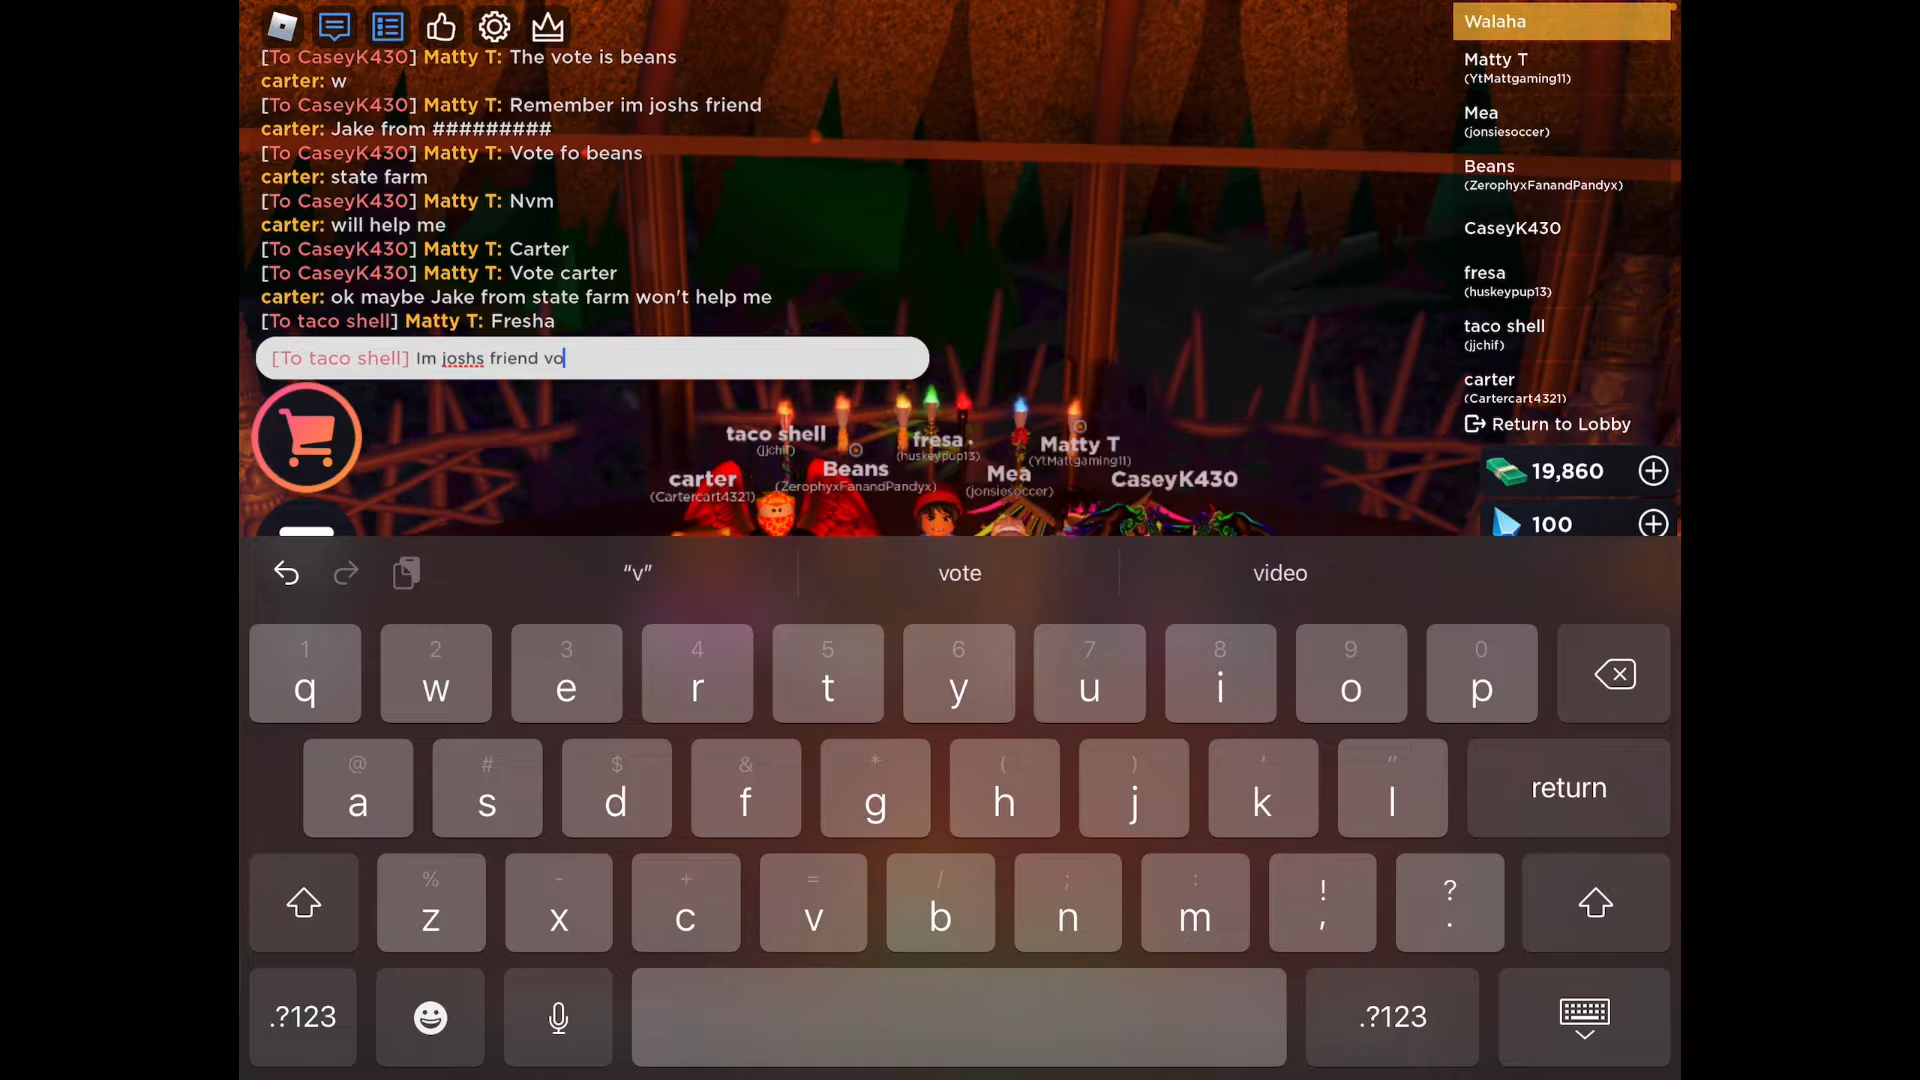 [To CaseyK430] Matty T: The vote is beans
carter: w
[To CaseyK430] Matty T: Remember im joshs friend
carter: Jake from #########
[To CaseyK430] Matty T: Vote fo beans
carter: state farm
[To CaseyK430] Matty T: Nvm
carter: will help me
[To CaseyK430] Matty T: Carter
[To CaseyK430] Matty T: Vote carter
carter: ok maybe Jake from state farm won't help me
[To taco shell] Matty T: Fresha
[To taco shell] Im joshs friend vo
Walaha
Matty T
(YtMattgaming11)
Mea
(jonsiesoccer)
Beans
(ZerophyxFanandPandyx)
CaseyK430
fresa
(huskeypup13)
taco shell
(jjchif)
carter
(Cartercart4321)
Return to Lobby
19,860
100
taco shell
(jjchif)
carter
(Cartercart4321)
Beans
(ZerophyxFanandPandyx)
fresa
(huskeypup13)
Mea
(jonsiesoccer)
Matty T
(YtMattgaming11)
CaseyK430
“v” vote video
1 2 3 4 5 6 7 8 9 0
q w e r t y u i o p
@ # $ & * ( ) ' "
a s d f g h j k l return
% - + = / ; : ! ?
z x c v b n m , .
.?123 .?123